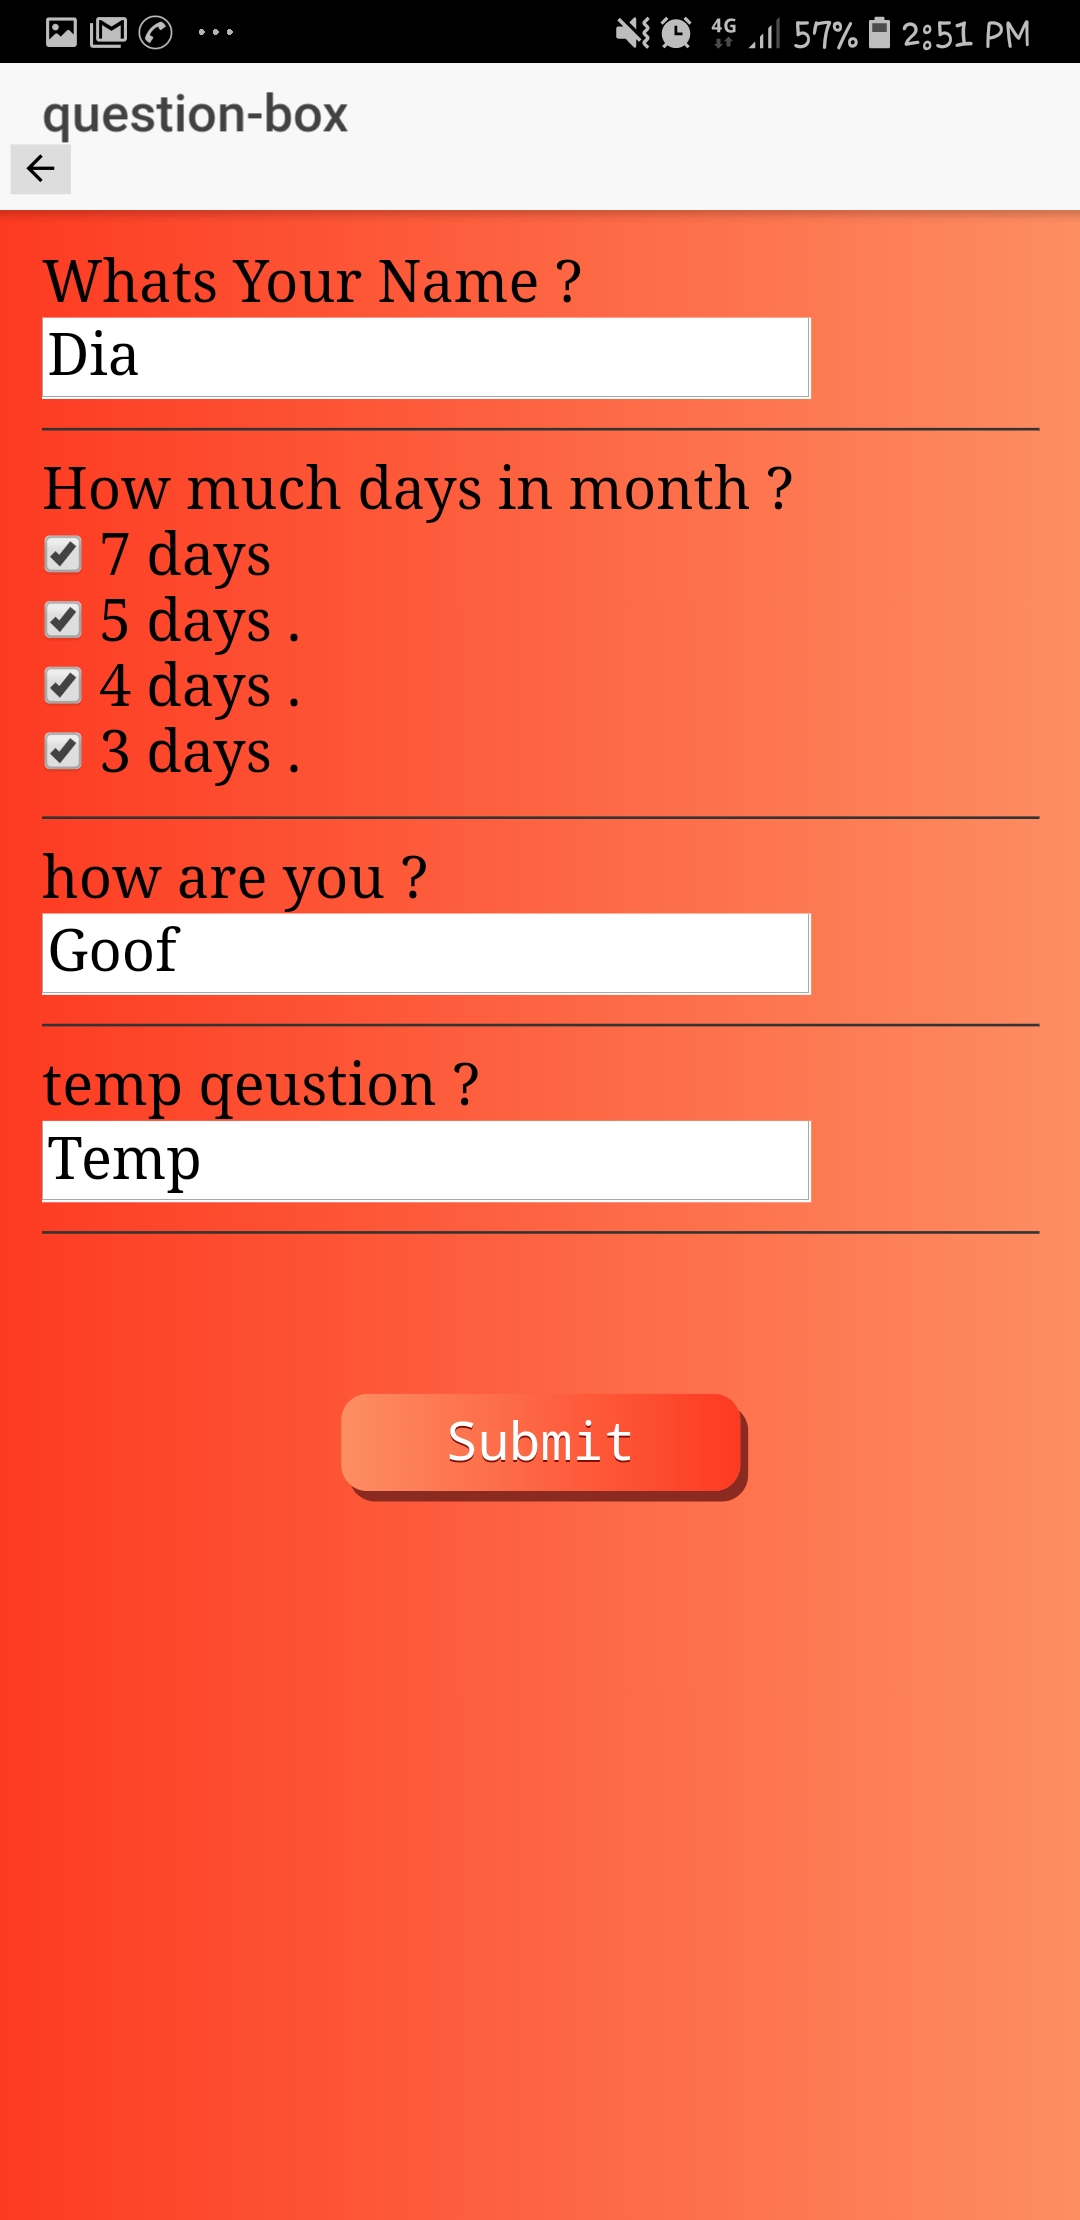 4G 57% 2:51 PM
question-box
Whats Your Name ?
Dia
How much days in month ?
7 days
5 days .
4 days .
3 days .
how are you ?
Goof
temp qeustion ?
Temp
Submit